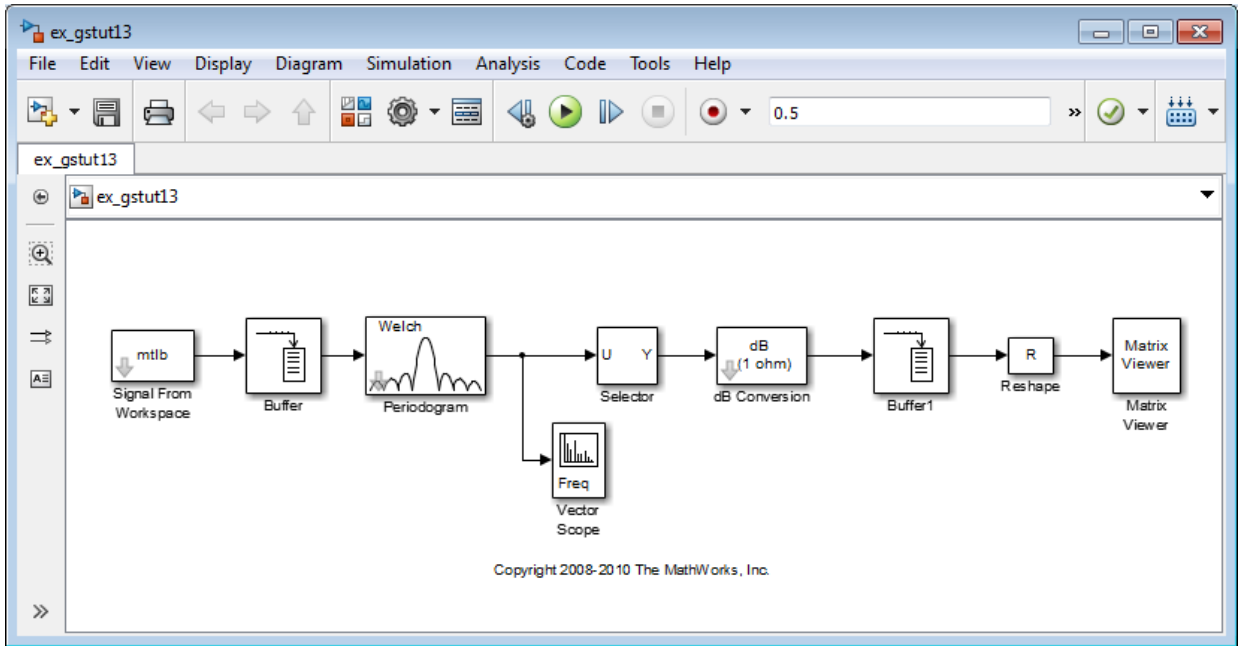 ex_gstut13
File Edit View Display Diagram Simulation Analysis Code Tools Help
0.5
»
ex_gstut13
ex_gstut13
mtlb
Signal From
Workspace
Buffer
Welch
Periodogram
U Y
Selector
dB
(1 ohm)
dB Conversion
Buffer1
R
Reshape
Matrix
Viewer
Matrix
Viewer
Freq
Vector
Scope
Copyright 2008-2010 The MathWorks, Inc.
A
»